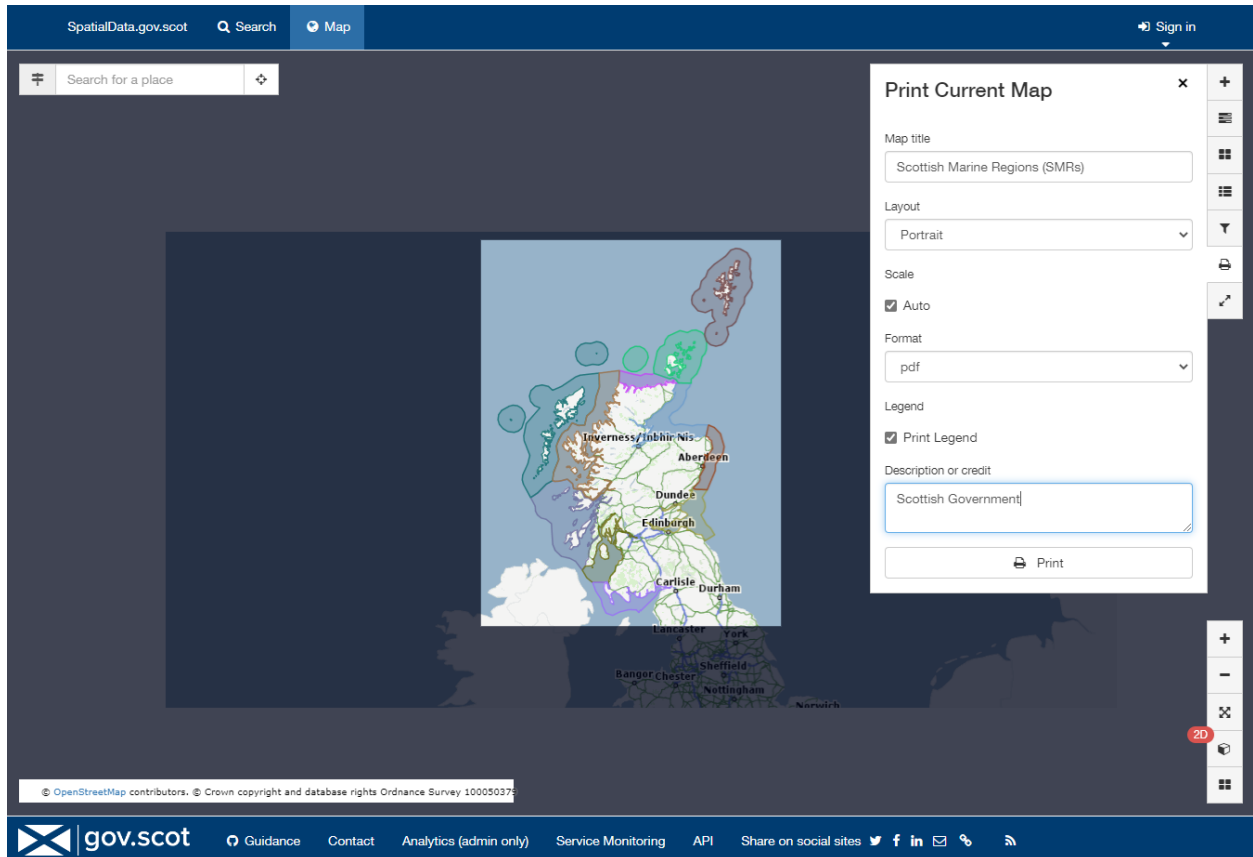 SpatialData.gov.scot Search Map Sign in
Search for a place
Print Current Map ×
Map title
Scottish Marine Regions (SMRs)
Layout
Portrait
Scale
Auto
Format
pdf
Legend
Print Legend
Description or credit
Scottish Government
Print
Inverness/Inbhir Nis
Aberdeen
Dundee
Edinburgh
Carlisle
Durham
Lancaster
York
Bangor
Chester
Sheffield
Nottingham
Norwich
2D
© OpenStreetMap contributors. © Crown copyright and database rights Ordnance Survey 10005037
gov.scot Guidance Contact Analytics (admin only) Service Monitoring API Share on social sites